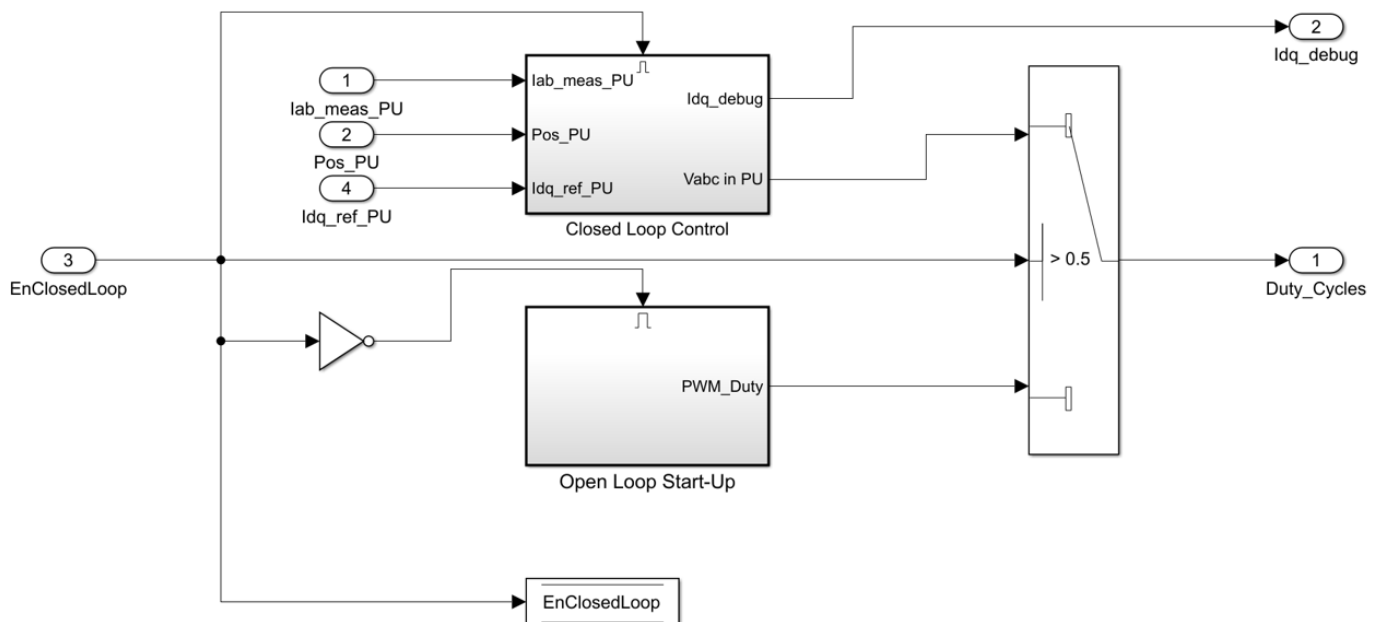 2
Idq_debug
1
Iab_meas_PU
2
Pos_PU
4
Idq_ref_PU
Iab_meas_PU
Pos_PU
Idq_ref_PU
Idq_debug
Vabc in PU
Closed Loop Control
3
EnClosedLoop
> 0.5
1
Duty_Cycles
PWM_Duty
Open Loop Start-Up
EnClosedLoop